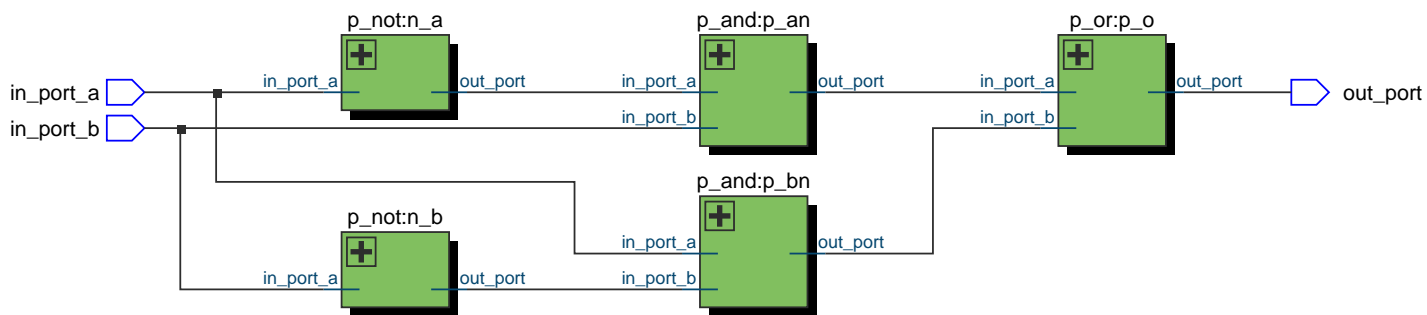 p_not:n_a
p_and:p_an
p_or:p_o
in_port_a
in_port_a
out_port
in_port_a
out_port
in_port_a
out_port
out_port
in_port_b
in_port_b
in_port_b
p_and:p_bn
p_not:n_b
in_port_a
out_port
in_port_a
out_port
in_port_b